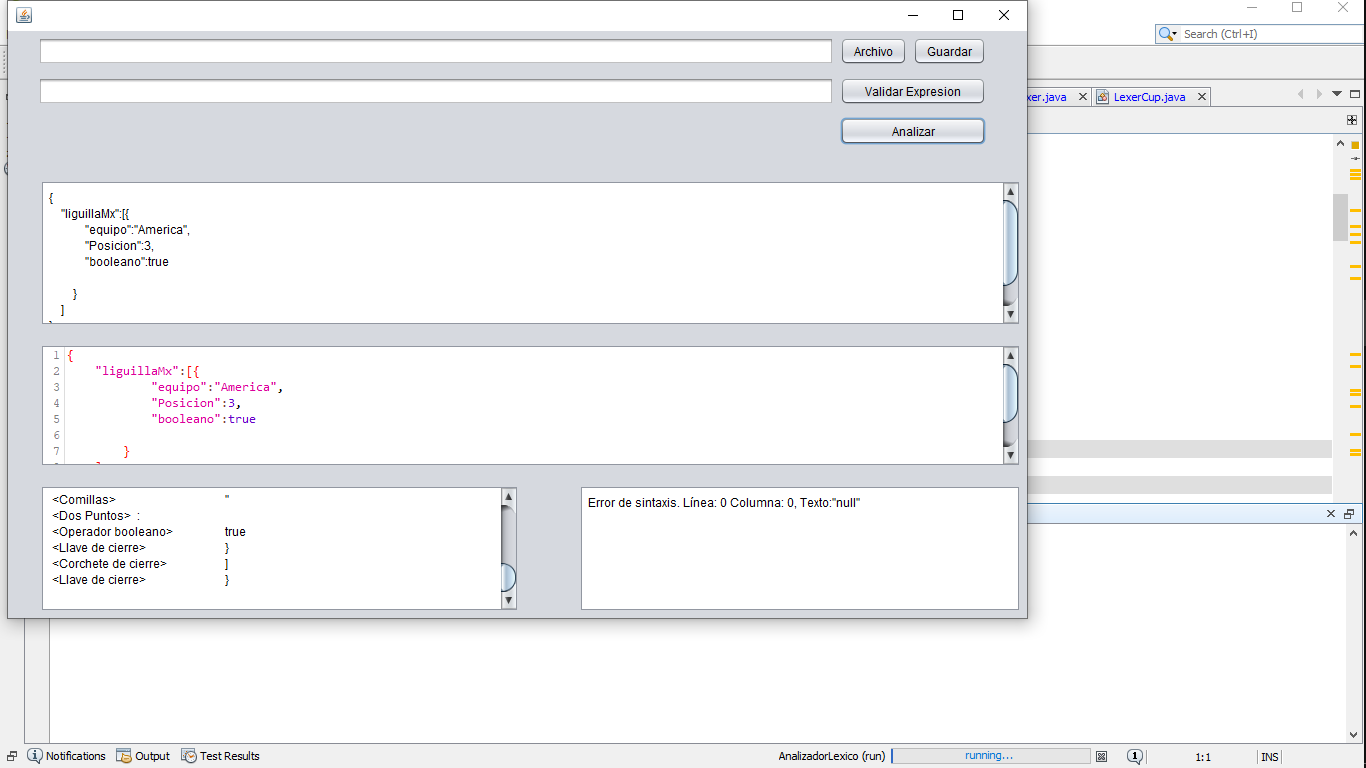 Archivo
Guardar
Search (Ctrl+I)
Validar Expresion
xer.java
LexerCup.java
Analizar
{
"liguillaMx":[{
"equipo":"America",
"Posicion":3,
"booleano":true
}
]
1 {
2 "liguillaMx":[{
3 "equipo":"America",
4 "Posicion":3,
5 "booleano":true
6
7 }
<Comillas> "
<Dos Puntos> :
<Operador booleano> true
<Llave de cierre> }
<Corchete de cierre> ]
<Llave de cierre> }
Error de sintaxis. Línea: 0 Columna: 0, Texto:"null"
Notifications
Output
Test Results
AnalizadorLexico (run)
running...
1
1:1
INS